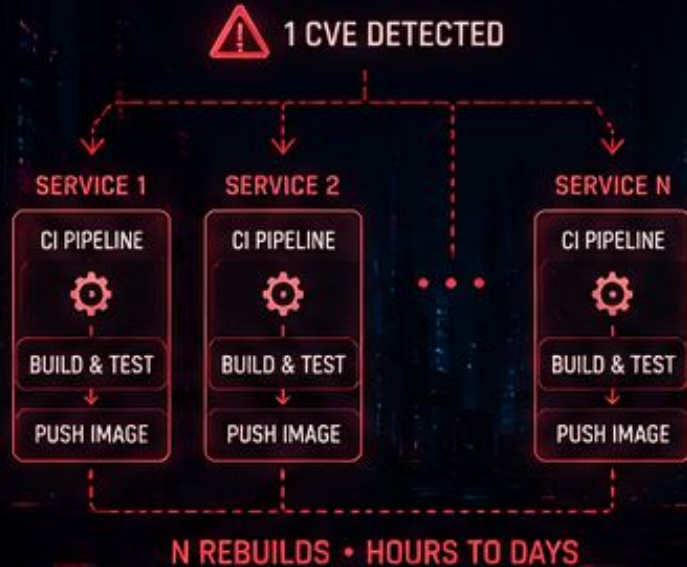 1 CVE DETECTED
SERVICE 1
CI PIPELINE
BUILD & TEST
PUSH IMAGE
SERVICE 2
CI PIPELINE
BUILD & TEST
PUSH IMAGE
SERVICE N
CI PIPELINE
BUILD & TEST
PUSH IMAGE
N REBUILDS • HOURS TO DAYS